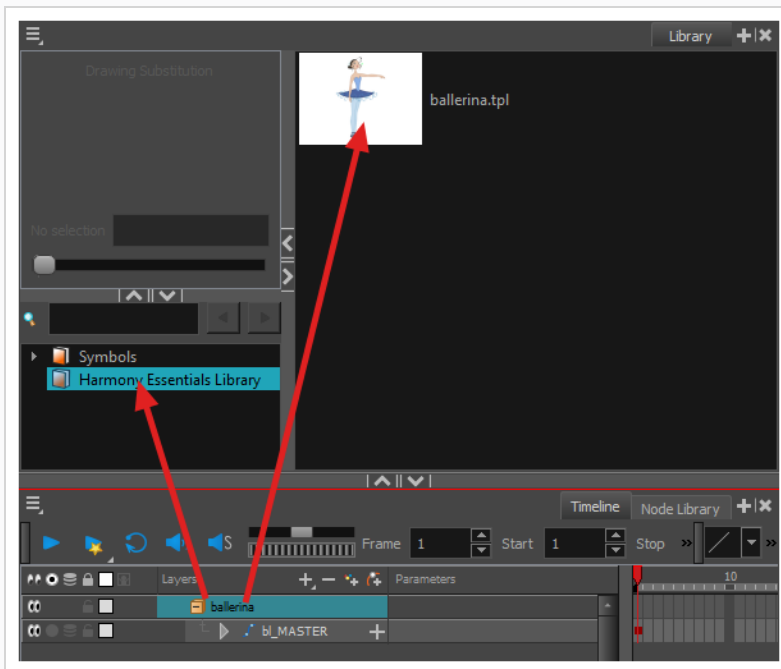 Library
Drawing Substitution
ballerina.tpl
No selection
Symbols
Harmony Essentials Library
Timeline
Node Library
S
Frame 1 Start 1 Stop
Layers Parameters 10
ballerina
bl_MASTER